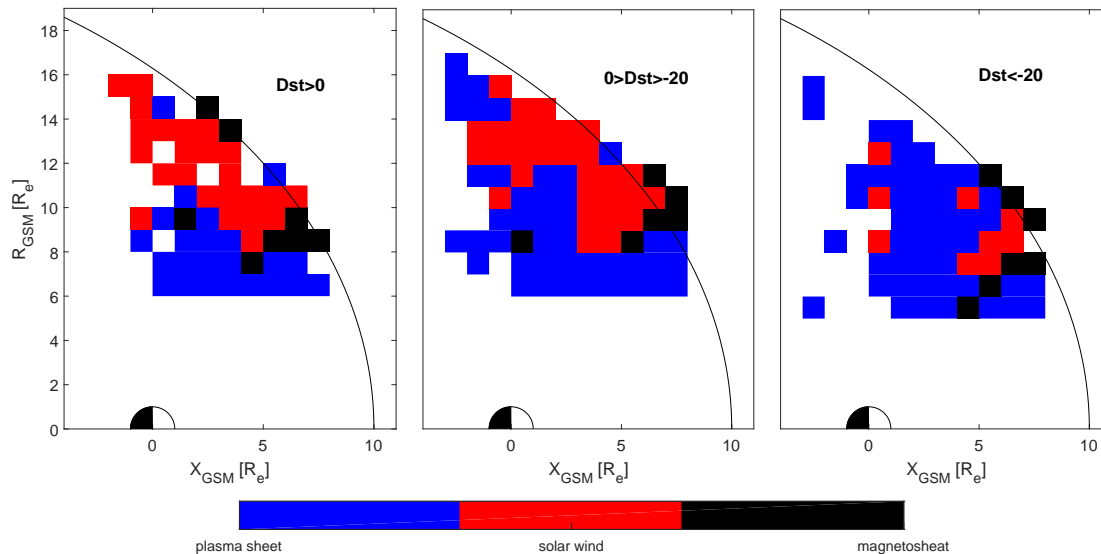 18
16
14
12
10
8
6
4
2
0
R_GSM [R_e]
Dst>0
0>Dst>-20
Dst<-20
0 5 10
0 5 10
0 5 10
X_GSM [R_e]
X_GSM [R_e]
X_GSM [R_e]
plasma sheet
solar wind
magnetosheat